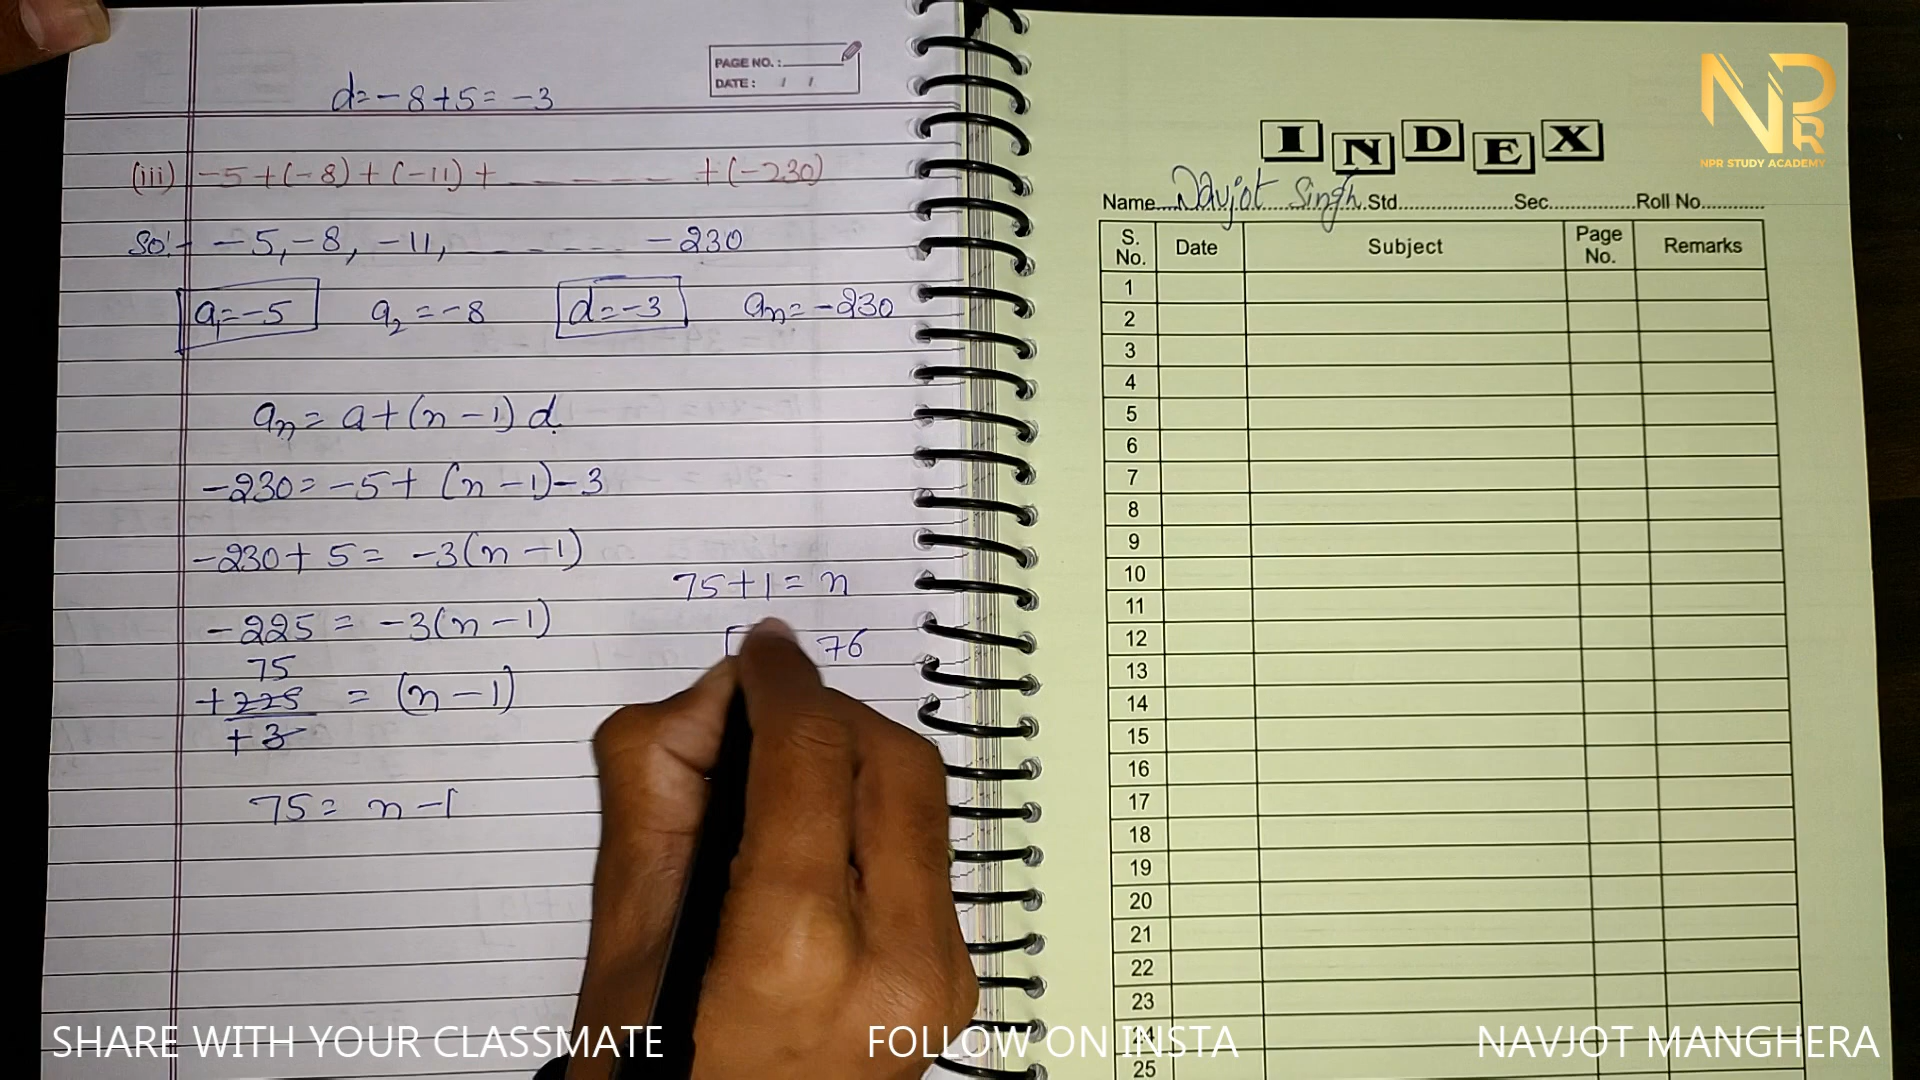 d=-8+5=-3
PAGE NO. :
DATE : / /
(iii) -5+(-8)+(-11)+ ------- +(-230)
Sol- -5,-8, -11, ------- -230
a₁=-5 a₂=-8 d=-3 aₙ=-230
aₙ= a+(n-1) d
-230=-5+ (n-1)-3
-230+5= -3(n-1)
-225= -3(n-1)
75
+225 = (n-1)
+3
75= n-1
75+1= n
76
NPR
NPR STUDY ACADEMY
INDEX
Name....Navjot Singh.Std....................Sec...............Roll No...........
S. No. Date Subject Page No. Remarks
1
2
3
4
5
6
7
8
9
10
11
12
13
14
15
16
17
18
19
20
21
22
23
24
25
SHARE WITH YOUR CLASSMATE FOLLOW ON INSTA NAVJOT MANGHERA